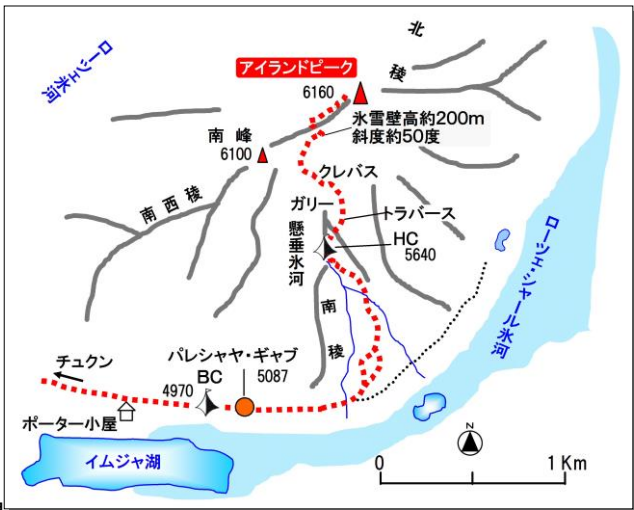 北
稜
ローツェ氷河
アイランドピーク
6160
氷雪壁高約200m
斜度約50度
南 峰
6100
クレバス
南西稜
ガリー
トラバース
懸垂氷河
HC
5640
ローツェ・シャール氷河
南
稜
チュクン
パレシャヤ・ギャブ
4970
5087
BC
ポーター小屋
イムジャ湖
N
0
1 Km